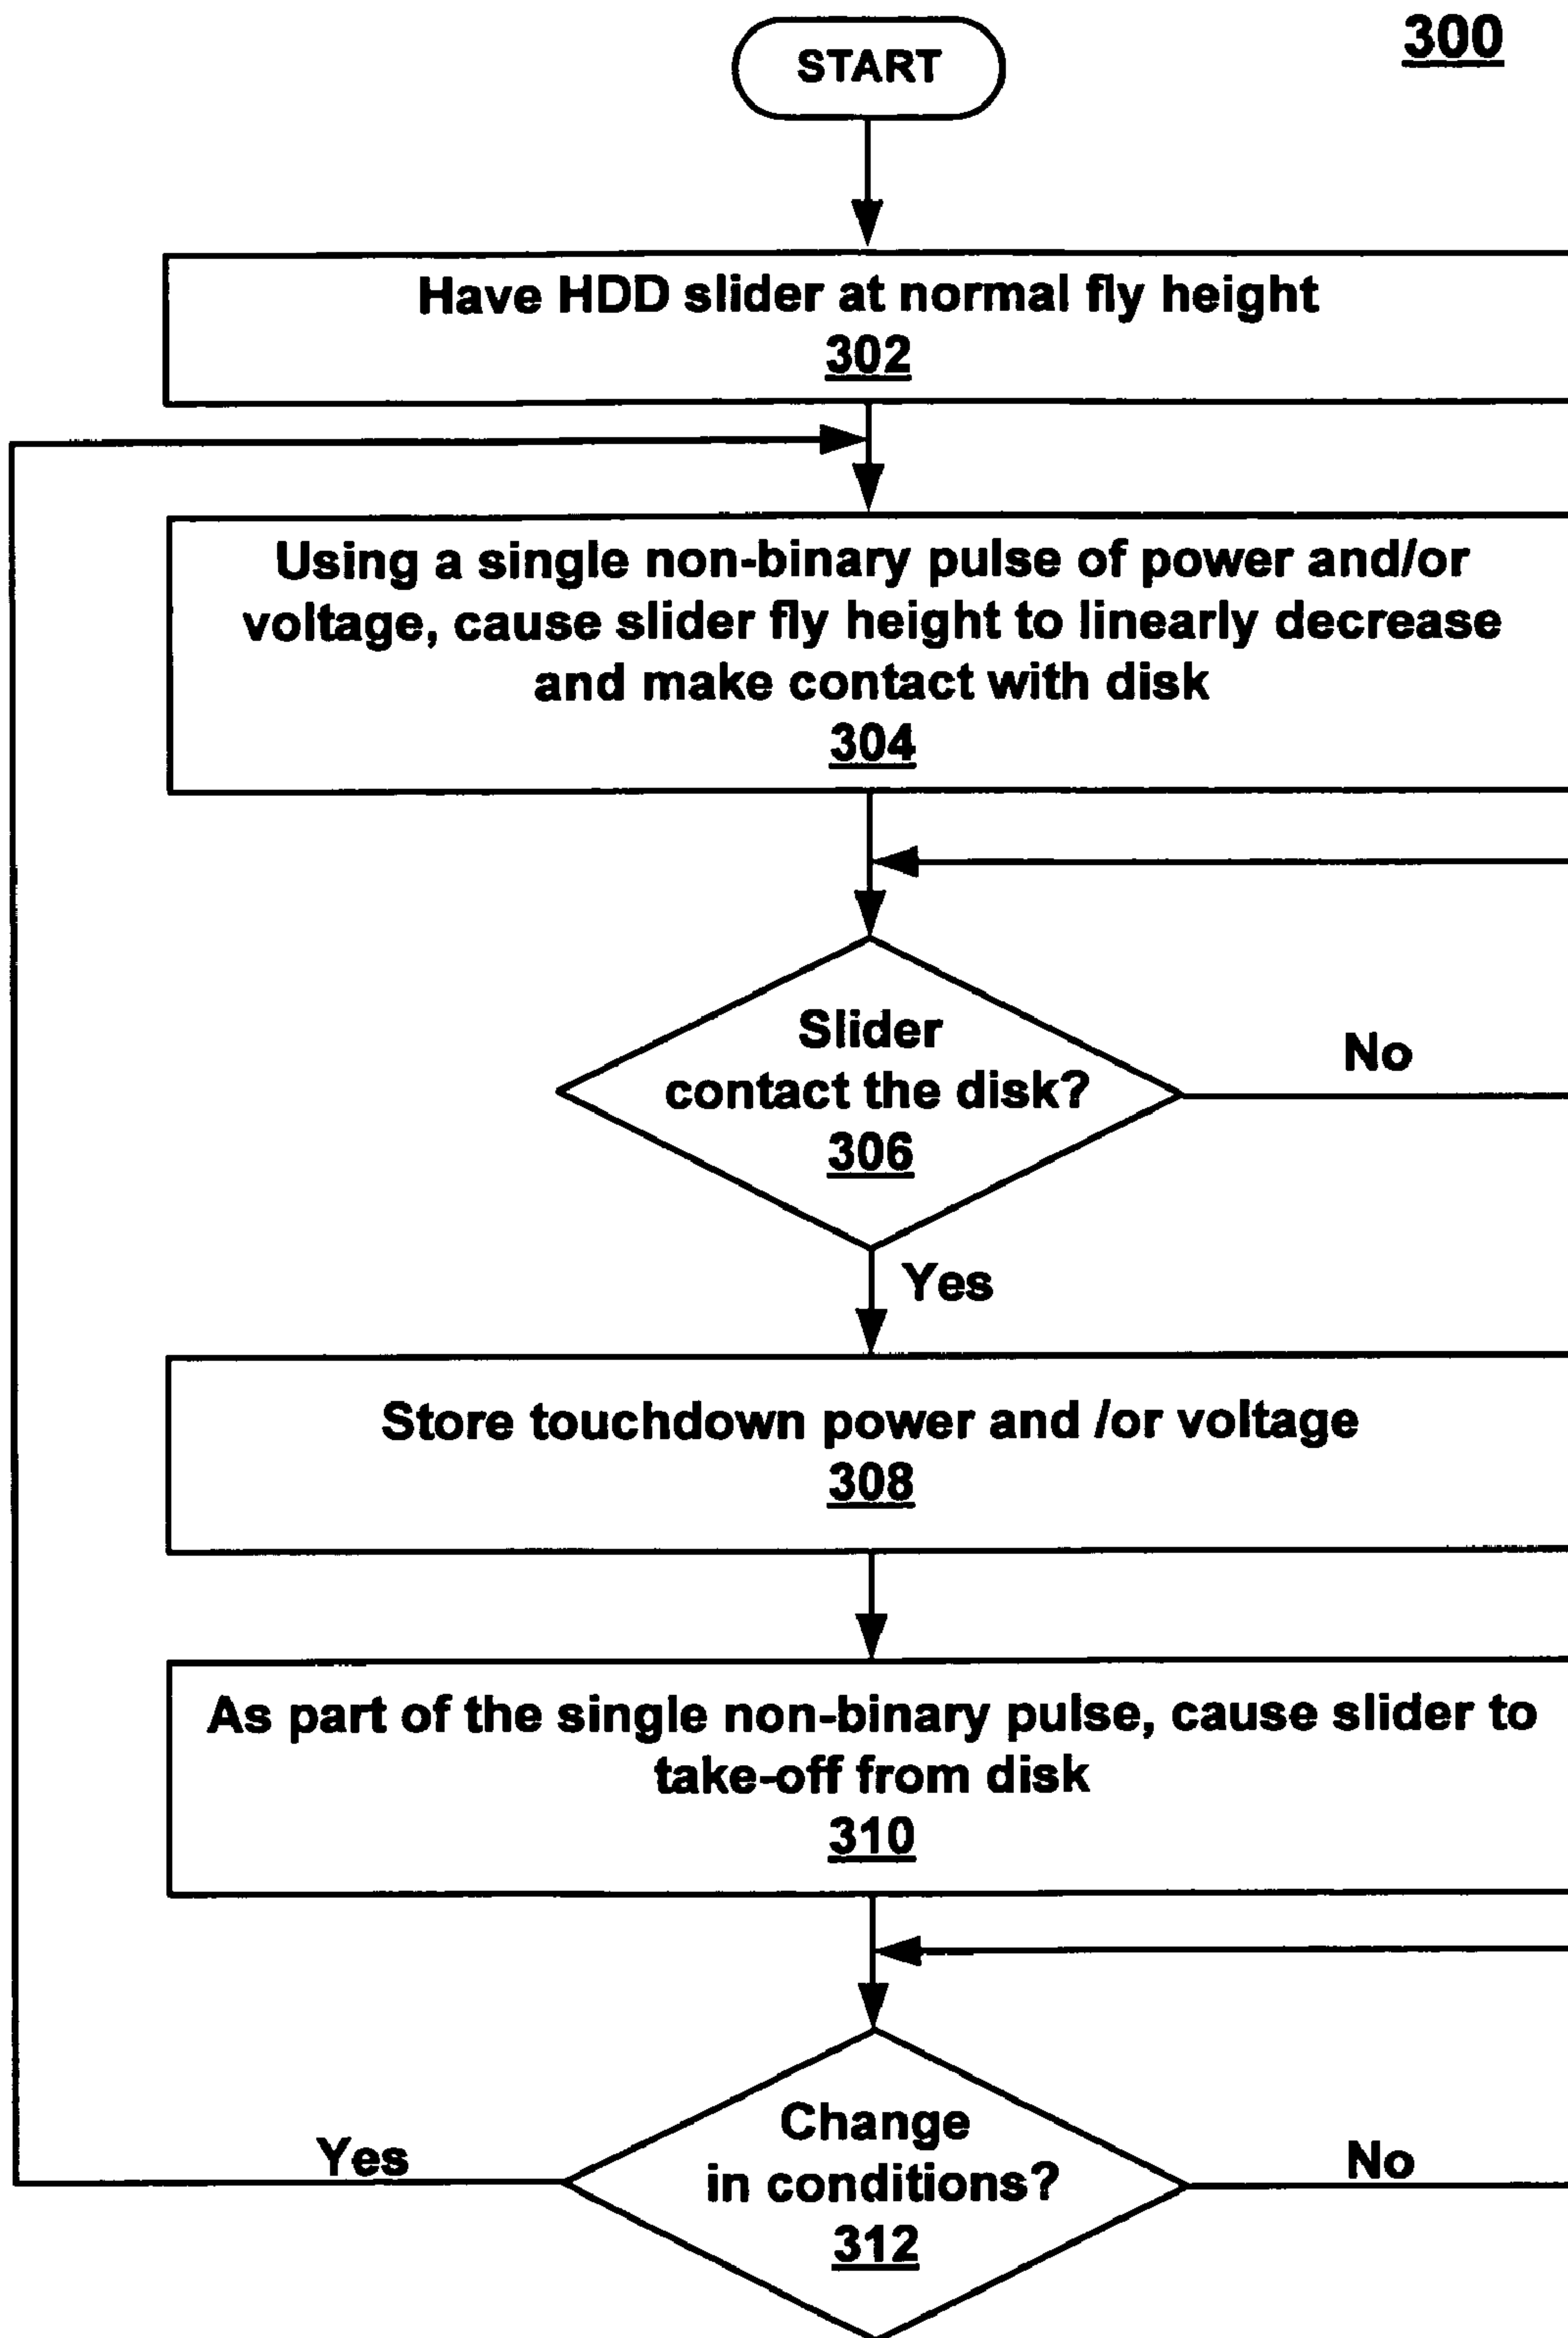 300
START
Have HDD slider at normal fly height
302
Using a single non-binary pulse of power and/or
voltage, cause slider fly height to linearly decrease
and make contact with disk
304
Slider
contact the disk?
306
No
Yes
Store touchdown power and /or voltage
308
As part of the single non-binary pulse, cause slider to
take-off from disk
310
Change
in conditions?
312
Yes
No